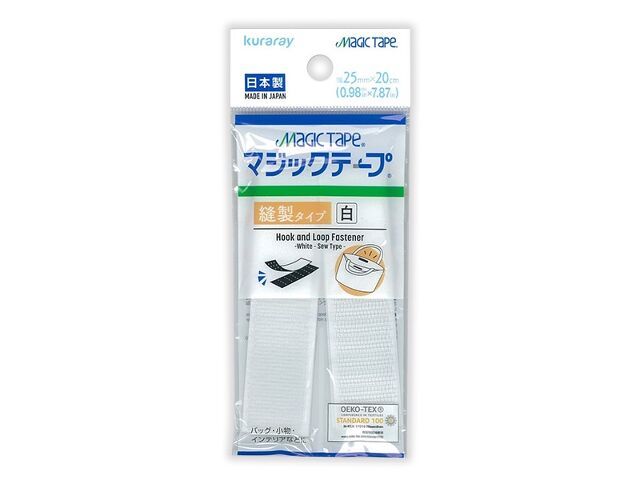 kuraray
MAGIC TAPE®
日本製
MADE IN JAPAN
幅25mm×20cm
(0.98in×7.87in)
MAGIC TAPE®
マジックテープ®
縫製タイプ 白
Hook and Loop Fastener
-White - Sew Type -
バッグ・小物・
インテリアなどに
OEKO-TEX®
STANDARD 100